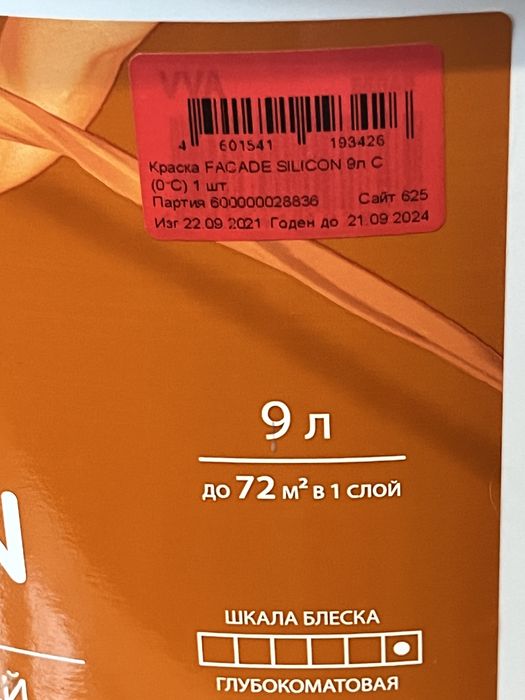 4 601541 193426
Краска FACADE SILICON 9л С
(0°С) 1 шт
Партия 600000028836 Сайт 625
Изг 22.09.2021 Годен до 21.09.2024
9 л
до 72 м² в 1 слой
ШКАЛА БЛЕСКА
ГЛУБОКОМАТОВАЯ